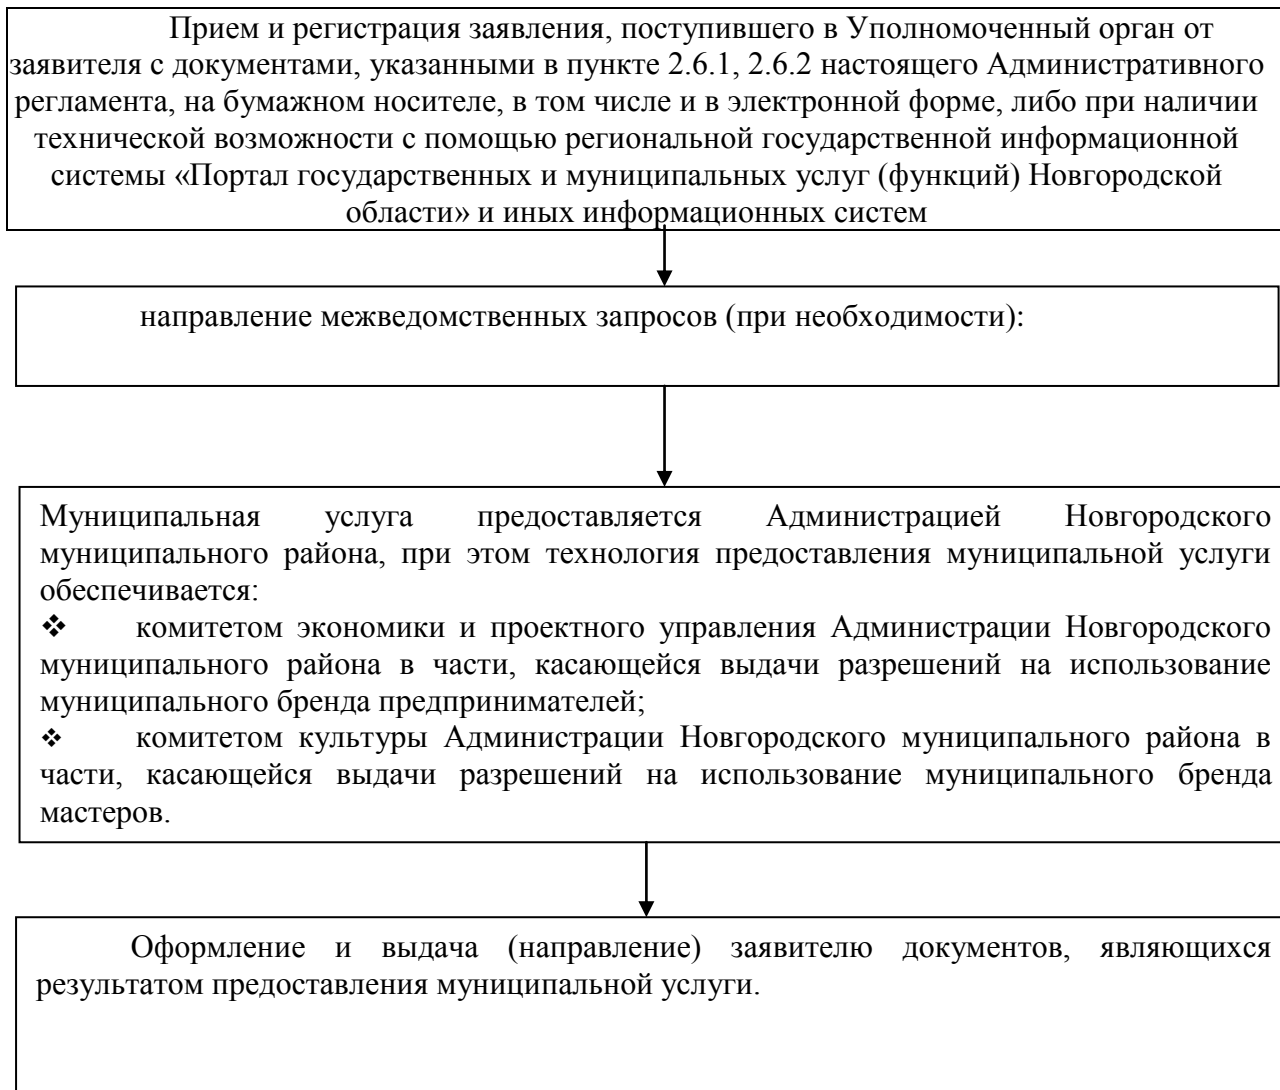 Прием и регистрация заявления, поступившего в Уполномоченный орган от
заявителя с документами, указанными в пункте 2.6.1, 2.6.2 настоящего Административного
регламента, на бумажном носителе, в том числе и в электронной форме, либо при наличии
технической возможности с помощью региональной государственной информационной
системы «Портал государственных и муниципальных услуг (функций) Новгородской
области» и иных информационных систем
направление межведомственных запросов (при необходимости):
Муниципальная услуга предоставляется Администрацией Новгородского
муниципального района, при этом технология предоставления муниципальной услуги
обеспечивается:
❖ комитетом экономики и проектного управления Администрации Новгородского
муниципального района в части, касающейся выдачи разрешений на использование
муниципального бренда предпринимателей;
❖ комитетом культуры Администрации Новгородского муниципального района в
части, касающейся выдачи разрешений на использование муниципального бренда
мастеров.
Оформление и выдача (направление) заявителю документов, являющихся
результатом предоставления муниципальной услуги.